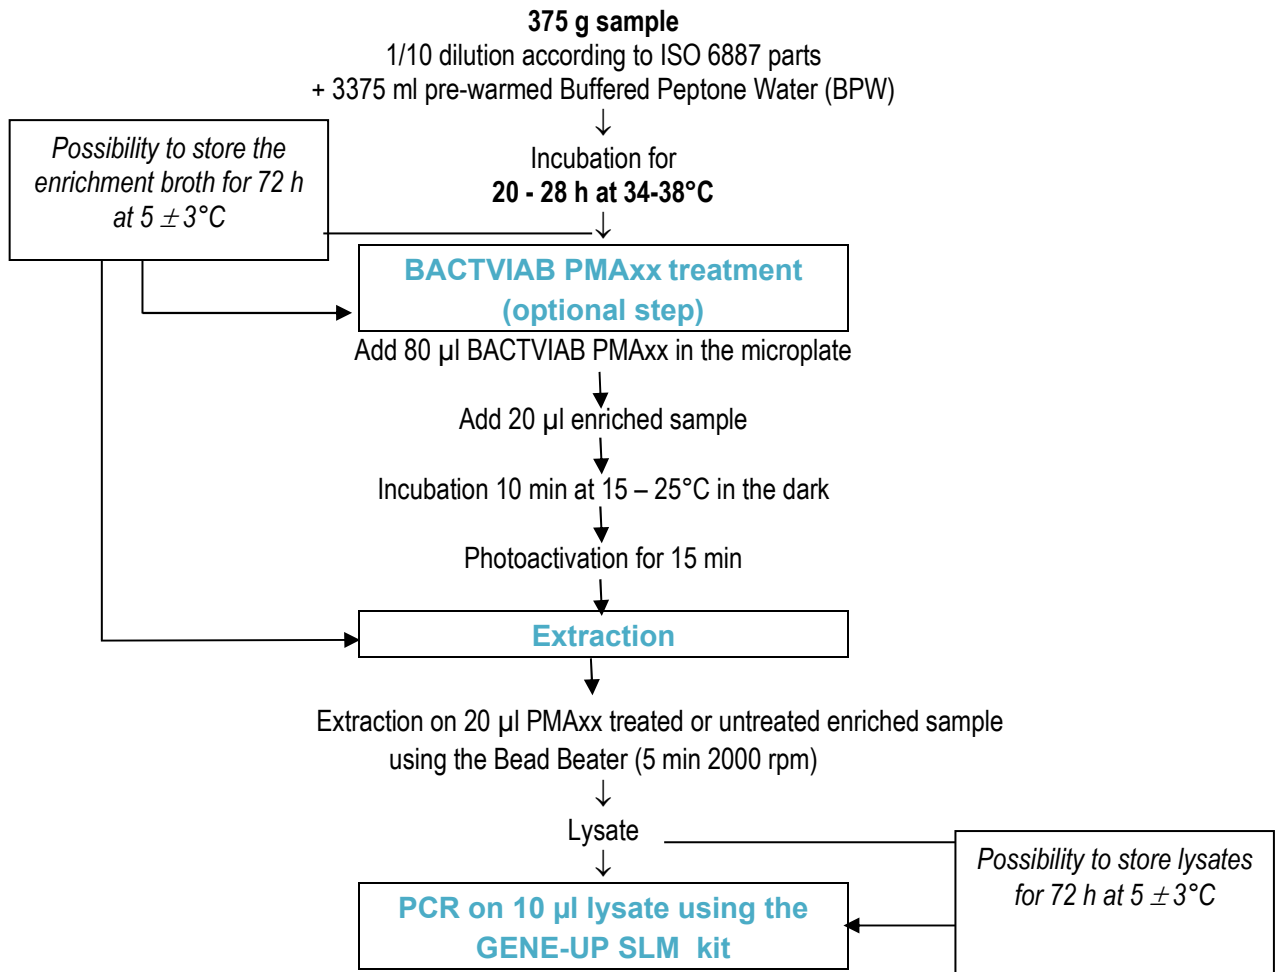 375 g sample
1/10 dilution according to ISO 6887 parts
+ 3375 ml pre-warmed Buffered Peptone Water (BPW)
↓
Possibility to store the
enrichment broth for 72 h
at 5 ± 3°C
Incubation for
20 - 28 h at 34-38°C
↓
BACTVIAB PMAxx treatment
(optional step)
Add 80 µl BACTVIAB PMAxx in the microplate
Add 20 µl enriched sample
Incubation 10 min at 15 – 25°C in the dark
Photoactivation for 15 min
Extraction
Extraction on 20 µl PMAxx treated or untreated enriched sample
using the Bead Beater (5 min 2000 rpm)
↓
Lysate
↓
Possibility to store lysates
for 72 h at 5 ± 3°C
PCR on 10 µl lysate using the
GENE-UP SLM kit